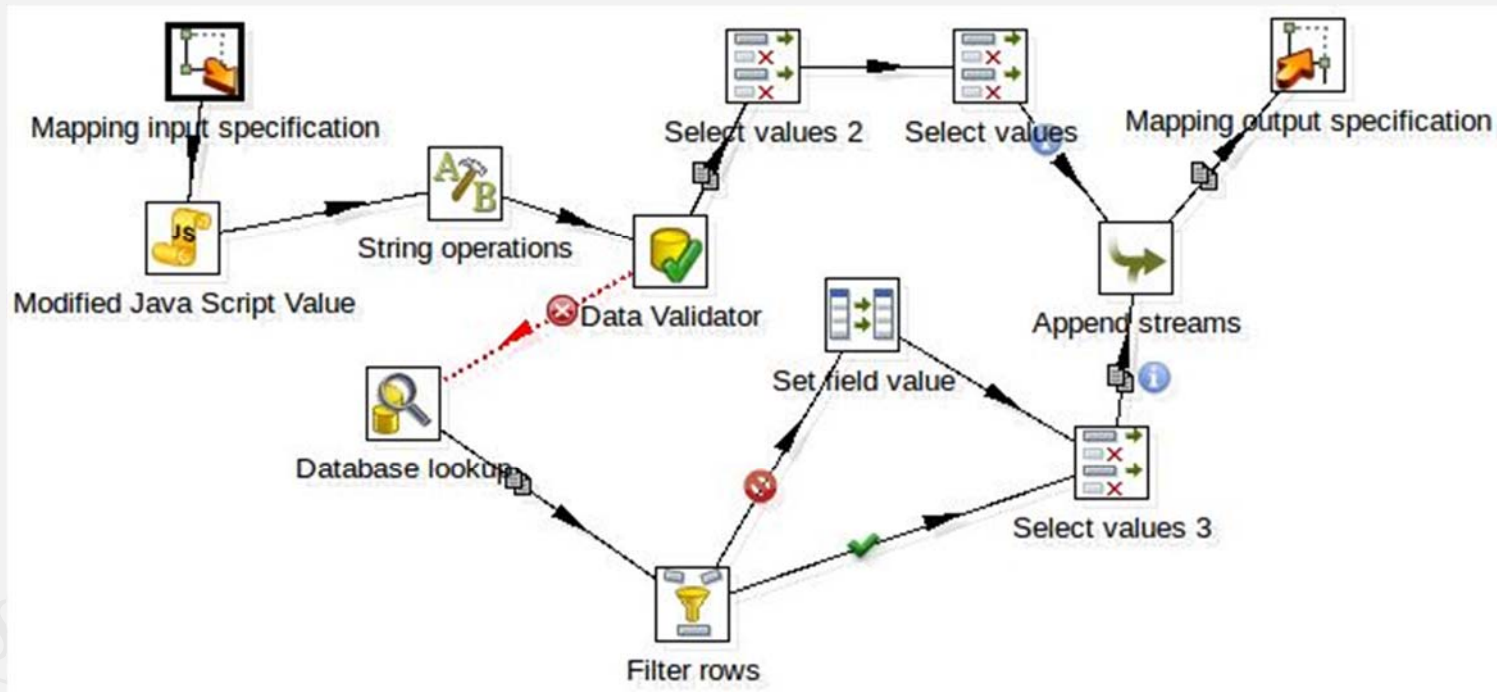 Mapping input specification
Select values 2
Select values
Mapping output specification
JS
A
B
String operations
Modified Java Script Value
Data Validator
Append streams
Set field value
Database lookup
Select values 3
Filter rows